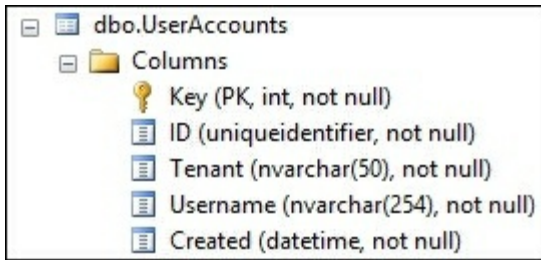 dbo.UserAccounts
Columns
Key (PK, int, not null)
ID (uniqueidentifier, not null)
Tenant (nvarchar(50), not null)
Username (nvarchar(254), not null)
Created (datetime, not null)